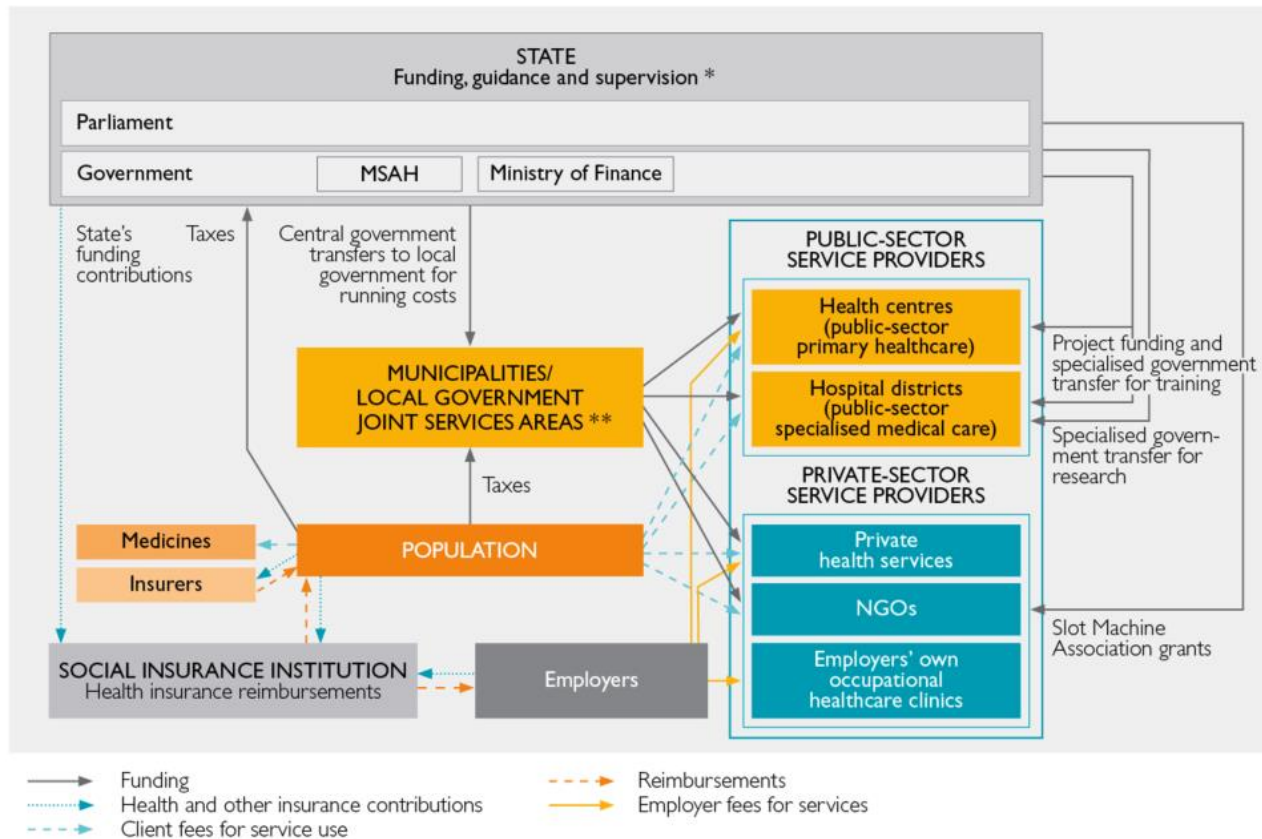 STATE
Funding, guidance and supervision *
Parliament
Government
MSAH
Ministry of Finance
State's
funding
contributions
Taxes
Central government
transfers to local
government for
running costs
PUBLIC-SECTOR
SERVICE PROVIDERS
Health centres
(public-sector
primary healthcare)
Hospital districts
(public-sector
specialised medical care)
Project funding and
specialised government
transfer for training
Specialised govern-
ment transfer for
research
MUNICIPALITIES/
LOCAL GOVERNMENT
JOINT SERVICES AREAS **
Taxes
PRIVATE-SECTOR
SERVICE PROVIDERS
Medicines
Insurers
POPULATION
Private
health services
NGOs
Employers' own
occupational
healthcare clinics
Slot Machine
Association grants
SOCIAL INSURANCE INSTITUTION
Health insurance reimbursements
Employers
Funding
Health and other insurance contributions
Client fees for service use
Reimbursements
Employer fees for services